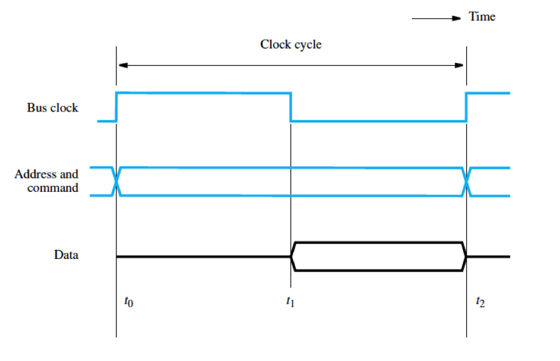 Time
Clock cycle
Bus clock
Address and
command
Data
t0
t1
t2